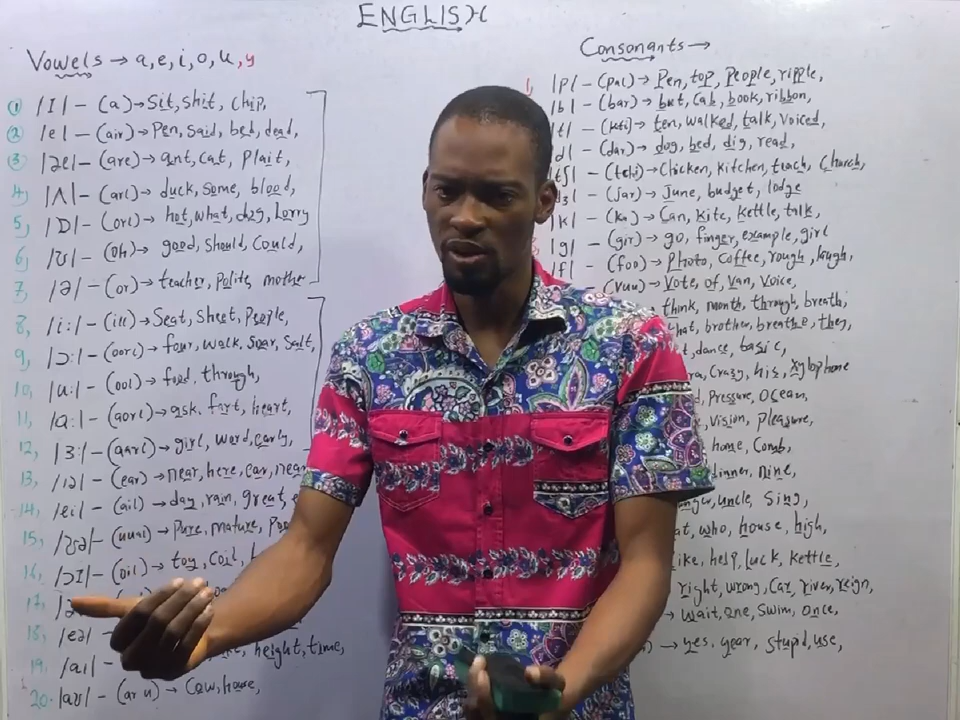 ENGLISH
Vowels → a, e, i, o, u, y
① /I/ – (a) → Sit, shit, chip,
② /e/ – (air) → Pen, said, bed, dead,
③ /æ/ – (are) → ant, cat, plait,
4, /Λ/ – (arl) → duck, some, blood,
5, /D/ – (orl) → hot, what, dog, Lorry
6, /ʊ/ – (Oh) → good, should, could,
7, /ə/ – (or) → teacher, polite, mother
8, /i:/ – (ill) → Seat, sheet, people,
9, /ɔ:/ – (oorl) → four, walk, soar, salt,
10, /u:/ – (ool) → food, through,
11, /ɑ:/ – (aorl) → ask, fart, heart,
12, /3:/ – (aarl) → girl, word, early,
13, /ɪə/ – (ear) → near, here, ear,
14, /ei/ – (ail) → day, rain, great,
15, /ʊə/ – (uual) → pure, mature,
16, /ɔI/ – (oil) → toy, coil,
17,
18, /eə/
19, /aɪ/ height, time,
20. /aʊ/ – (ar u) → Cow, house,
Consonants →
1, /p/ – (pal) → Pen, top, people, ripple,
/b/ – (bar) → but, Cab, book, ribbon,
/t/ – (kti) → ten, walked, talk, voiced,
d/ – (dar) → dog, bed, dig, read,
tʃ/ – (tchi) → Chicken, kitchen, teach, Church,
– (jar) → June, budget, lodge
/k/ – (ka) → Can, kite, kettle, talk,
/g/ – (gir) → go, finger, example, girl
/f/ – (foo) → Photo, Coffee, rough, laugh,
(vuu) → Vote, of, Van, Voice,
think, month, through, breath,
hat, brother, breathe, they,
dance, basic,
Crazy, his, xylophone
Pressure, Ocean,
Vision, pleasure,
home, Comb,
dinner, nine,
uncle, Sing,
who, house, high,
help, luck, kettle,
right, wrong, Car, river, reign,
→ wait, one, Swim, Once,
) → yes, year, stupid, use,